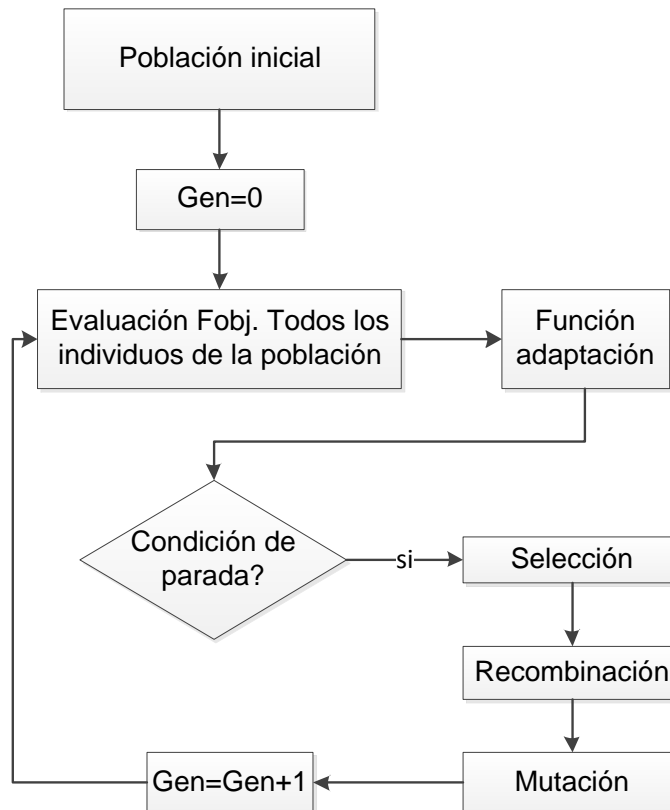 Población inicial
Gen=0
Evaluación Fobj. Todos los
individuos de la población
Función
adaptación
Condición de
parada?
si
Selección
Recombinación
Mutación
Gen=Gen+1